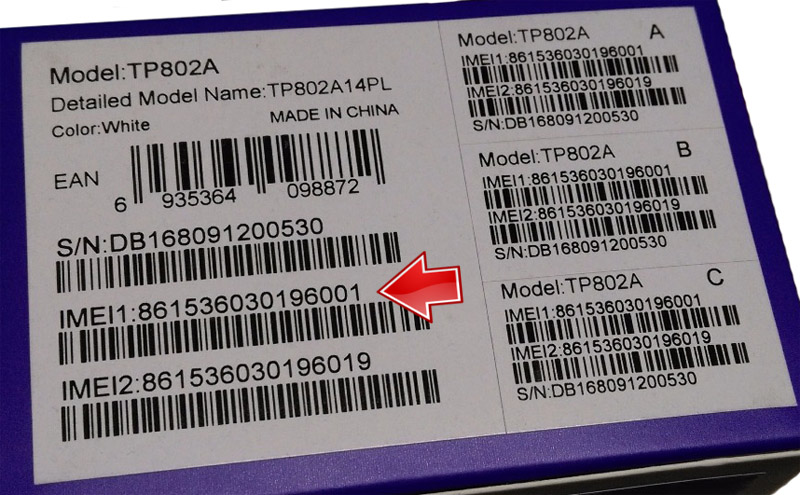 Model:TP802A
Detailed Model Name:TP802A14PL
Color:White
MADE IN CHINA
EAN
6 935364 098872
S/N:DB168091200530
IMEI1:861536030196001
IMEI2:861536030196019
Model:TP802A A
IMEI1:861536030196001
IMEI2:861536030196019
S/N:DB168091200530
Model:TP802A B
IMEI1:861536030196001
IMEI2:861536030196019
S/N:DB168091200530
Model:TP802A C
IMEI1:861536030196001
IMEI2:861536030196019
S/N:DB168091200530